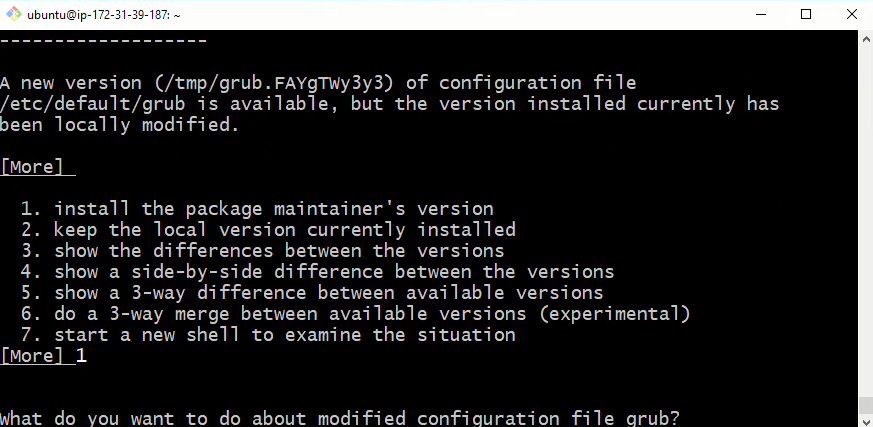 ubuntu@ip-172-31-39-187: ~
-------------------
A new version (/tmp/grub.FAYgTWy3y3) of configuration file
/etc/default/grub is available, but the version installed currently has
been locally modified.
[More]
1. install the package maintainer's version
2. keep the local version currently installed
3. show the differences between the versions
4. show a side-by-side difference between the versions
5. show a 3-way difference between available versions
6. do a 3-way merge between available versions (experimental)
7. start a new shell to examine the situation
[More] 1
What do you want to do about modified configuration file grub?